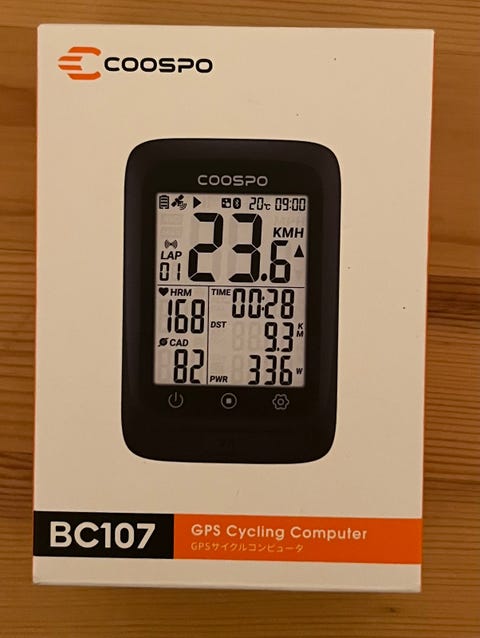 COOSPO
COOSPO
20℃ 09:00
23.6 KMH
LAP
01
HRM
168
TIME
00:28
DST
9.3 KM
CAD
82
PWR
336 W
BC107
GPS Cycling Computer
GPSサイクルコンピュータ